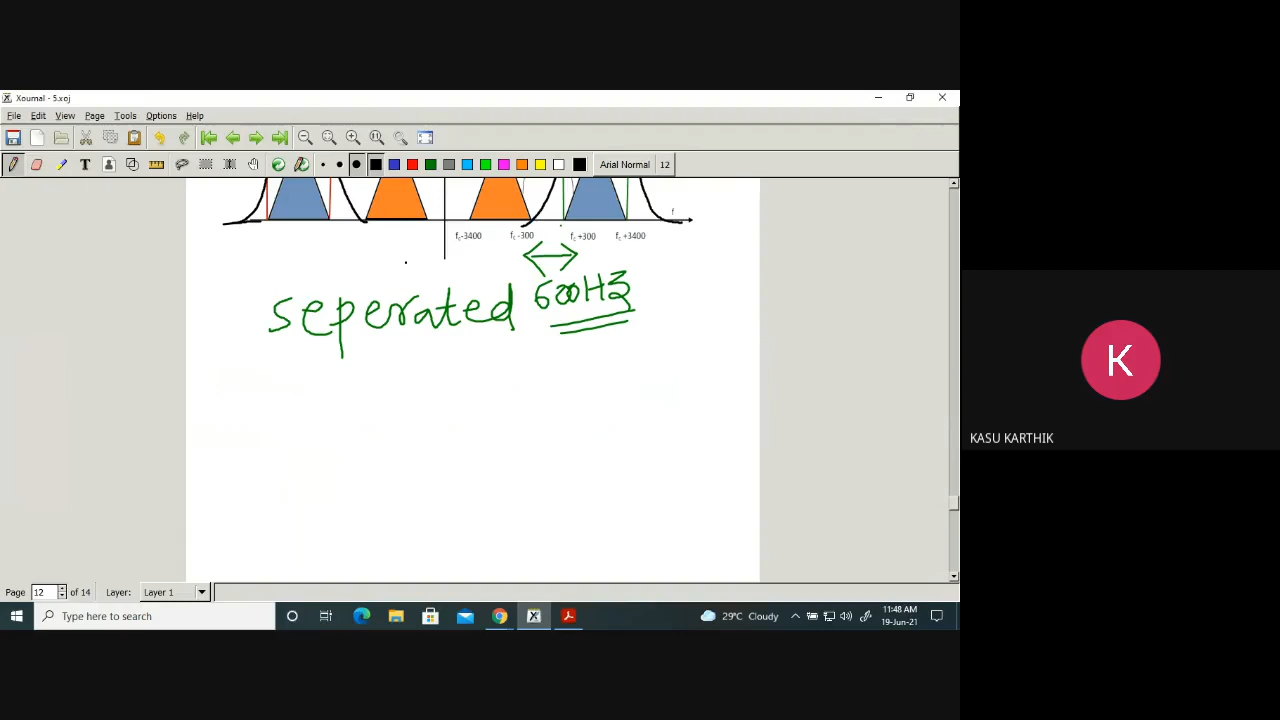 Xournal - 5.xoj
File Edit View Page Tools Options Help
Arial Normal 12
f
fc-3400 fc-300 fc+300 fc+3400
seperated 600Hz
K
KASU KARTHIK
Page 12 of 14 Layer: Layer 1
Type here to search
29°C Cloudy
11:48 AM
19-Jun-21